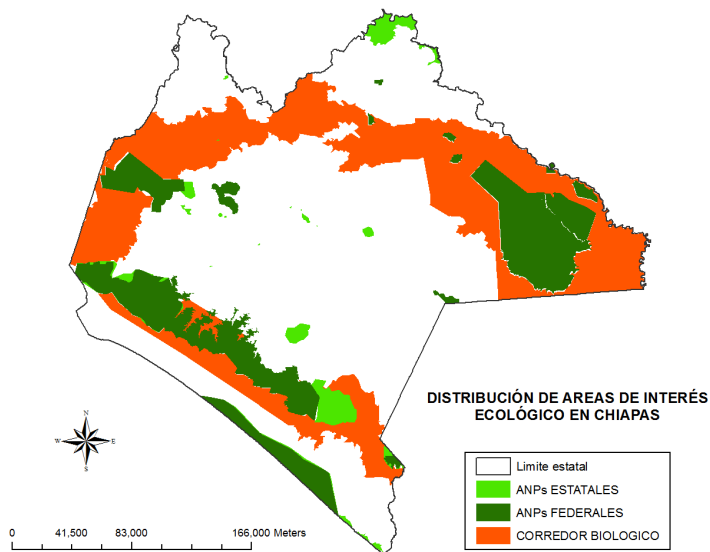 DISTRIBUCIÓN DE AREAS DE INTERÉS
ECOLÓGICO EN CHIAPAS
N
W
E
S
Limite estatal
ANPs ESTATALES
ANPs FEDERALES
CORREDOR BIOLOGICO
0 41,500 83,000 166,000 Meters